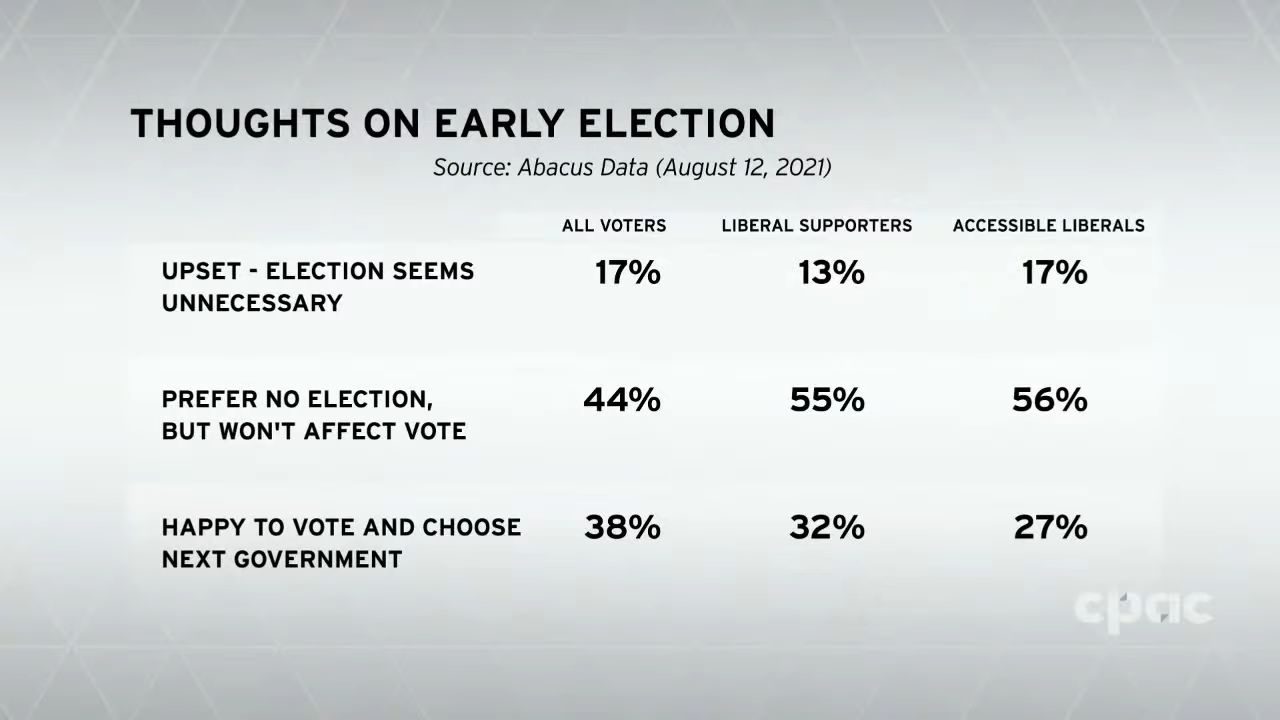 THOUGHTS ON EARLY ELECTION
Source: Abacus Data (August 12, 2021)
ALL VOTERS LIBERAL SUPPORTERS ACCESSIBLE LIBERALS
UPSET - ELECTION SEEMS 17% 13% 17%
UNNECESSARY
PREFER NO ELECTION, 44% 55% 56%
BUT WON'T AFFECT VOTE
HAPPY TO VOTE AND CHOOSE 38% 32% 27%
NEXT GOVERNMENT
cpac